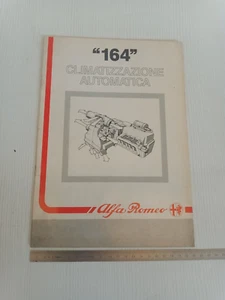 “164”
CLIMATIZZAZIONE
AUTOMATICA
Alfa Romeo